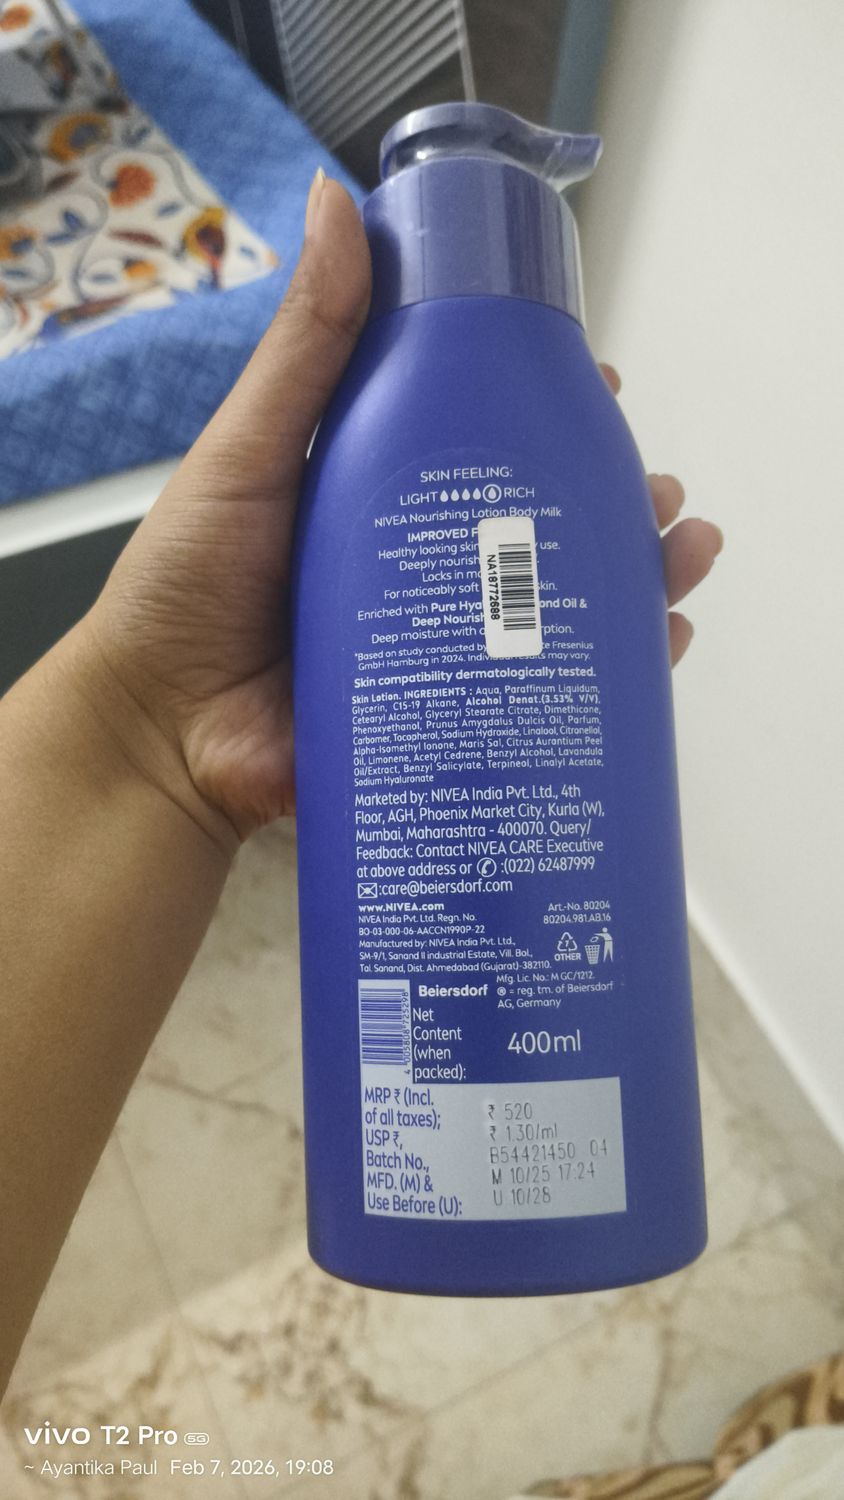 SKIN FEELING:
LIGHT RICH
NIVEA Nourishing Lotion Body Milk
IMPROVED
Healthy looking skin use.
Deeply
Locks in
For noticeably soft skin.
Enriched with Pure Oil &
Deep
Deep moisture with
*Based on study conducted by Fresenius
GmbH Hamburg in 2024. may vary.
Skin compatibility dermatologically tested.
Skin Lotion. INGREDIENTS : Aqua, Paraffinum Liquidum,
Glycerin, C15-19 Alkane, Alcohol Denat.(3.53% V/V),
Cetearyl Alcohol, Glyceryl Stearate Citrate, Dimethicone,
Phenoxyethanol, Prunus Amygdalus Dulcis Oil, Parfum,
Carbomer, Tocopherol, Sodium Hydroxide, Linalool, Citronellol,
Alpha-Isomethyl Ionone, Maris Sal, Citrus Aurantium Peel
Oil, Limonene, Acetyl Cedrene, Benzyl Alcohol, Lavandula
Oil/Extract, Benzyl Salicylate, Terpineol, Linalyl Acetate,
Sodium Hyaluronate
NA18772688
Marketed by: NIVEA India Pvt. Ltd., 4th
Floor, AGH, Phoenix Market City, Kurla (W),
Mumbai, Maharashtra - 400070. Query/
Feedback: Contact NIVEA CARE Executive
at above address or :(022) 62487999
:care@beiersdorf.com
www.NIVEA.com
NIVEA India Pvt. Ltd. Regn. No.
BO-03-000-06-AACCN1990P-22
Manufactured by: NIVEA India Pvt. Ltd.,
SM-9/1, Sanand II industrial Estate, Vill. Bol.,
Tal. Sanand, Dist. Ahmedabad (Gujarat)-382110.
Art.-No. 80204
80204.981.AB.16
7
OTHER
Mfg. Lic. No.: M GC/1212.
Beiersdorf ® = reg. tm. of Beiersdorf
AG, Germany
Net
Content
(when
packed):
400ml
MRP ₹ (Incl.
of all taxes);
USP ₹,
Batch No.,
MFD. (M) &
Use Before (U):
₹ 520
₹ 1.30/ml
B54421450 04
M 10/25 17:24
U 10/28
vivo T2 Pro 5G
~ Ayantika Paul Feb 7, 2026, 19:08